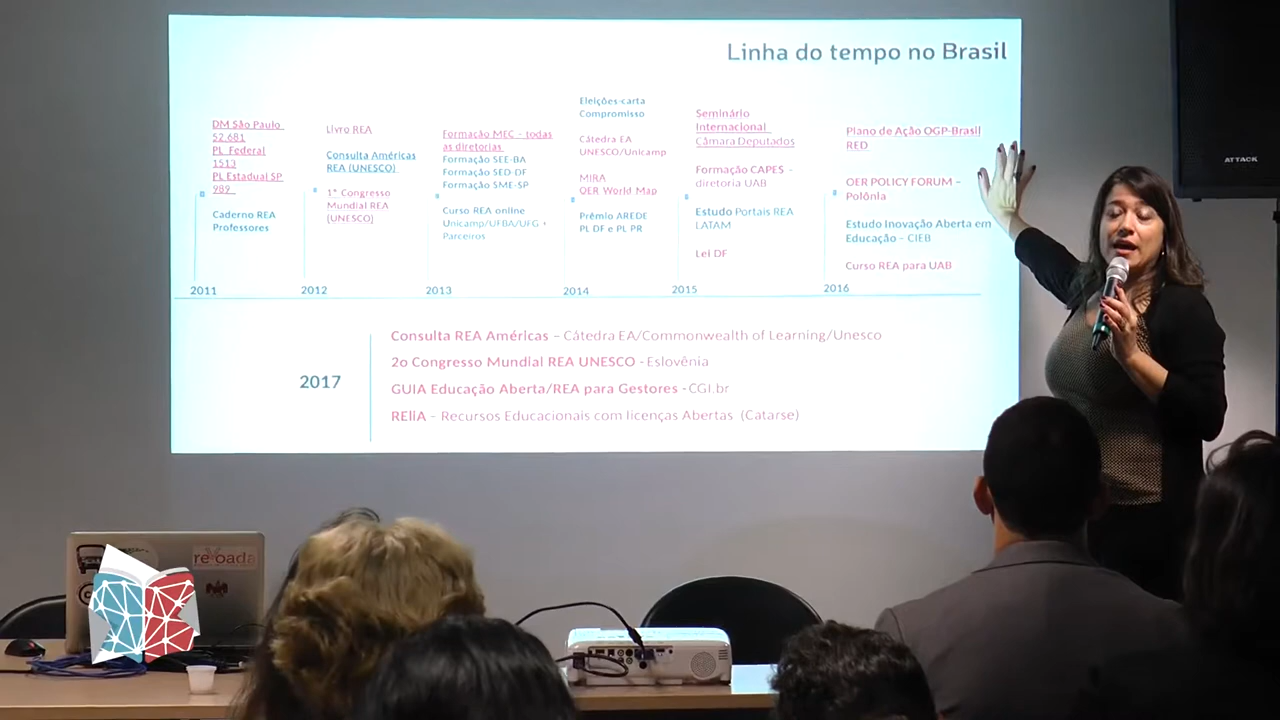 Linha do tempo no Brasil
DM São Paulo
52.681
PL Federal
1513
PL Estadual SP
989
Caderno REA
Professores
2011
Livro REA
Consulta Américas
REA (UNESCO)
1º Congresso
Mundial REA
(UNESCO)
2012
Formação MEC - todas
as diretorias
Formação SEE-BA
Formação SED-DF
Formação SME-SP
Curso REA online
Unicamp/UFBA/UFG +
Parceiros
2013
Eleições-carta
Compromisso
Cátedra EA
UNESCO/Unicamp
MIRA
OER World Map
Prêmio AREDE
PL DF e PL PR
2014
Seminário
Internacional
Câmara Deputados
Formação CAPES -
diretoria UAB
Estudo Portais REA
LATAM
Lei DF
2015
Plano de Ação OGP-Brasil
RED
OER POLICY FORUM –
Polônia
Estudo Inovação Aberta em
Educação - CIEB
Curso REA para UAB
2016
2017
Consulta REA Américas – Cátedra EA/Commonwealth of Learning/Unesco
2o Congresso Mundial REA UNESCO - Eslovênia
GUIA Educação Aberta/REA para Gestores -CGI.br
RELiA - Recursos Educacionais com licenças Abertas (Catarse)
ATTACK